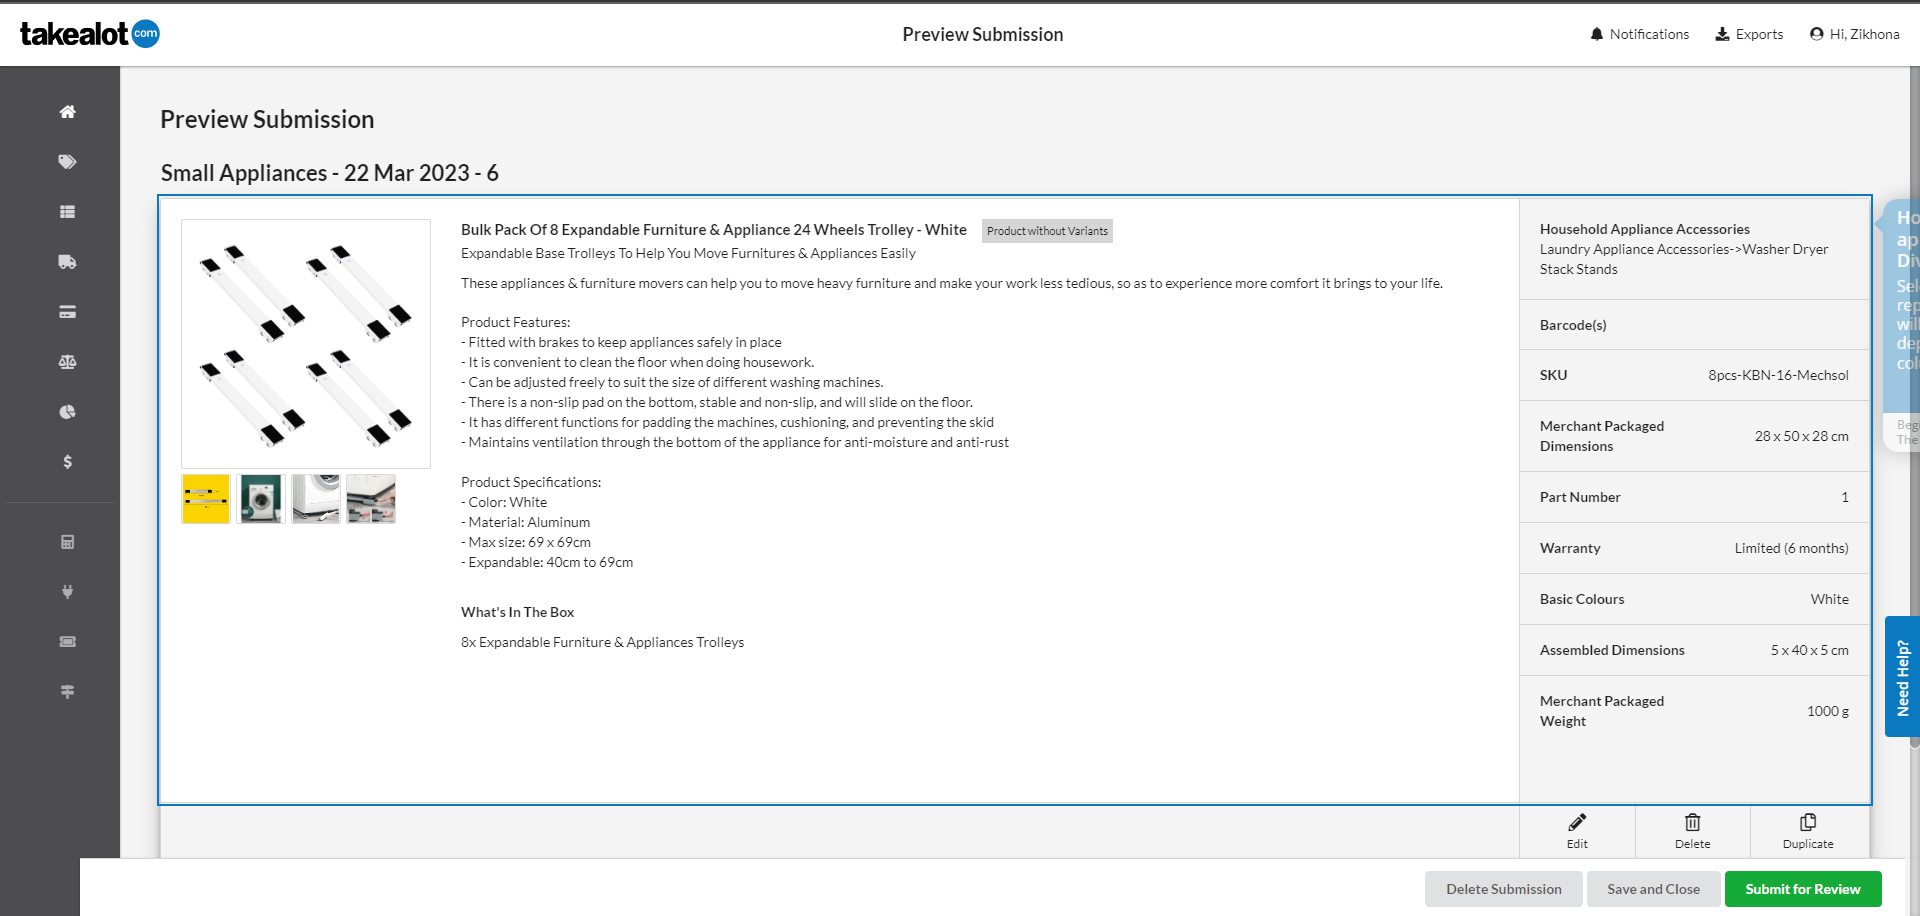 takealot com
Preview Submission
Notifications
Exports
Hi, Zikhona
Preview Submission
Small Appliances - 22 Mar 2023 - 6
Bulk Pack Of 8 Expandable Furniture & Appliance 24 Wheels Trolley - White
Product without Variants
Expandable Base Trolleys To Help You Move Furnitures & Appliances Easily
These appliances & furniture movers can help you to move heavy furniture and make your work less tedious, so as to experience more comfort it brings to your life.
Product Features:
- Fitted with brakes to keep appliances safely in place
- It is convenient to clean the floor when doing housework.
- Can be adjusted freely to suit the size of different washing machines.
- There is a non-slip pad on the bottom, stable and non-slip, and will slide on the floor.
- It has different functions for padding the machines, cushioning, and preventing the skid
- Maintains ventilation through the bottom of the appliance for anti-moisture and anti-rust
Product Specifications:
- Color: White
- Material: Aluminum
- Max size: 69 x 69cm
- Expandable: 40cm to 69cm
What's In The Box
8x Expandable Furniture & Appliances Trolleys
Household Appliance Accessories
Laundry Appliance Accessories->Washer Dryer
Stack Stands
Barcode(s)
SKU 8pcs-KBN-16-Mechsol
Merchant Packaged
Dimensions 28 x 50 x 28 cm
Part Number 1
Warranty Limited (6 months)
Basic Colours White
Assembled Dimensions 5 x 40 x 5 cm
Merchant Packaged
Weight 1000 g
Edit
Delete
Duplicate
Need Help?
Delete Submission
Save and Close
Submit for Review